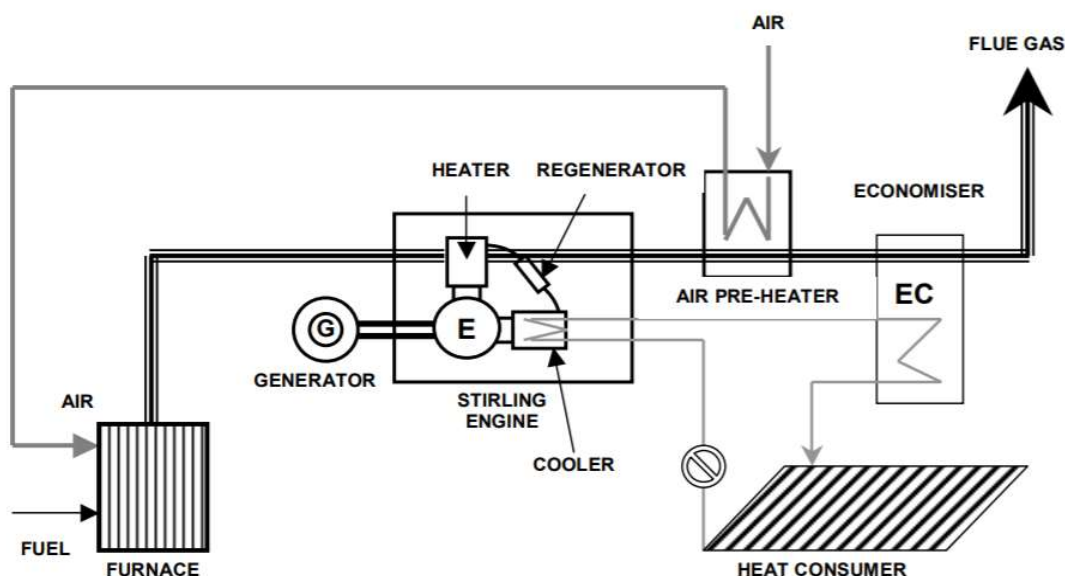 AIR
FLUE GAS
HEATER
REGENERATOR
ECONOMISER
AIR PRE-HEATER
EC
G
E
GENERATOR
STIRLING
ENGINE
AIR
COOLER
FUEL
FURNACE
HEAT CONSUMER